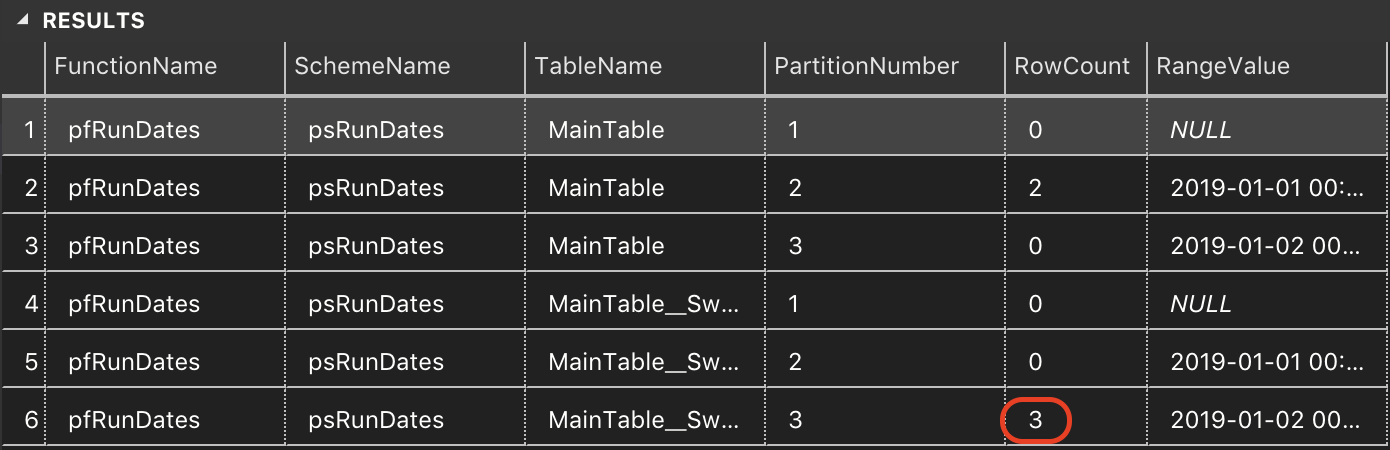 RESULTS
FunctionName SchemeName TableName PartitionNumber RowCount RangeValue
1 pfRunDates psRunDates MainTable 1 0 NULL
2 pfRunDates psRunDates MainTable 2 2 2019-01-01 00:...
3 pfRunDates psRunDates MainTable 3 0 2019-01-02 00...
4 pfRunDates psRunDates MainTable__Sw... 1 0 NULL
5 pfRunDates psRunDates MainTable__Sw... 2 0 2019-01-01 00:...
6 pfRunDates psRunDates MainTable__Sw... 3 3 2019-01-02 00...